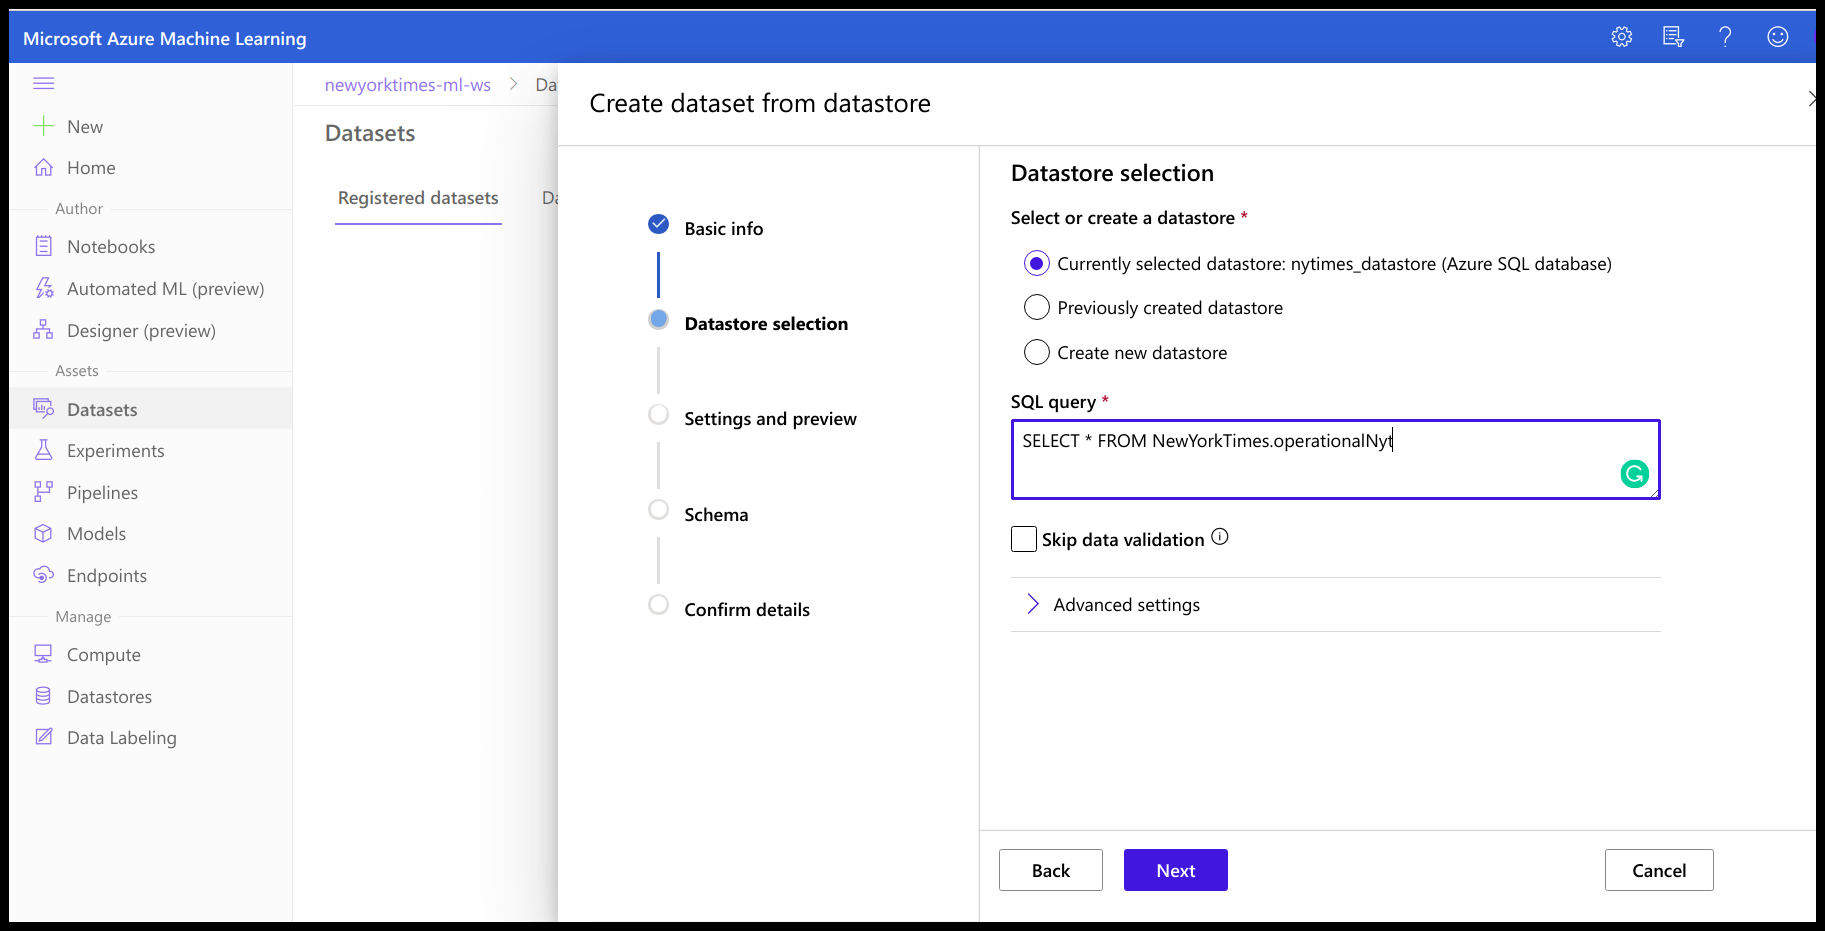 Microsoft Azure Machine Learning
New
Home
Author
Notebooks
Automated ML (preview)
Designer (preview)
Assets
Datasets
Experiments
Pipelines
Models
Endpoints
Manage
Compute
Datastores
Data Labeling
newyorktimes-ml-ws > Da
Datasets
Registered datasets Da
Create dataset from datastore
Basic info
Datastore selection
Settings and preview
Schema
Confirm details
Datastore selection
Select or create a datastore *
Currently selected datastore: nytimes_datastore (Azure SQL database)
Previously created datastore
Create new datastore
SQL query *
SELECT * FROM NewYorkTimes.operationalNyt
Skip data validation
Advanced settings
Back Next Cancel